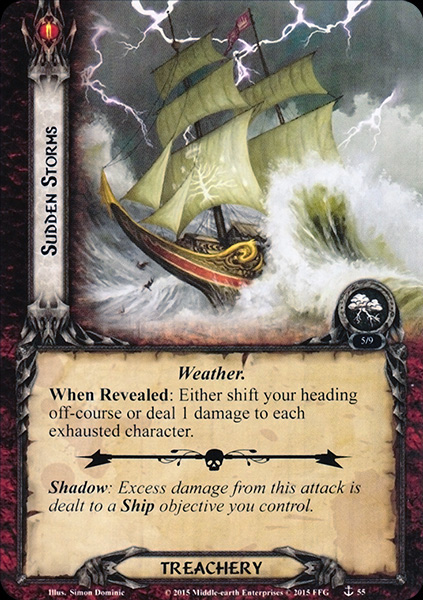 SUDDEN STORMS
5/9
Weather.
When Revealed: Either shift your heading
off-course or deal 1 damage to each
exhausted character.
Shadow: Excess damage from this attack is
dealt to a Ship objective you control.
TREACHERY
Illus. Simon Dominic © 2015 Middle-earth Enterprises © 2015 FFG 55